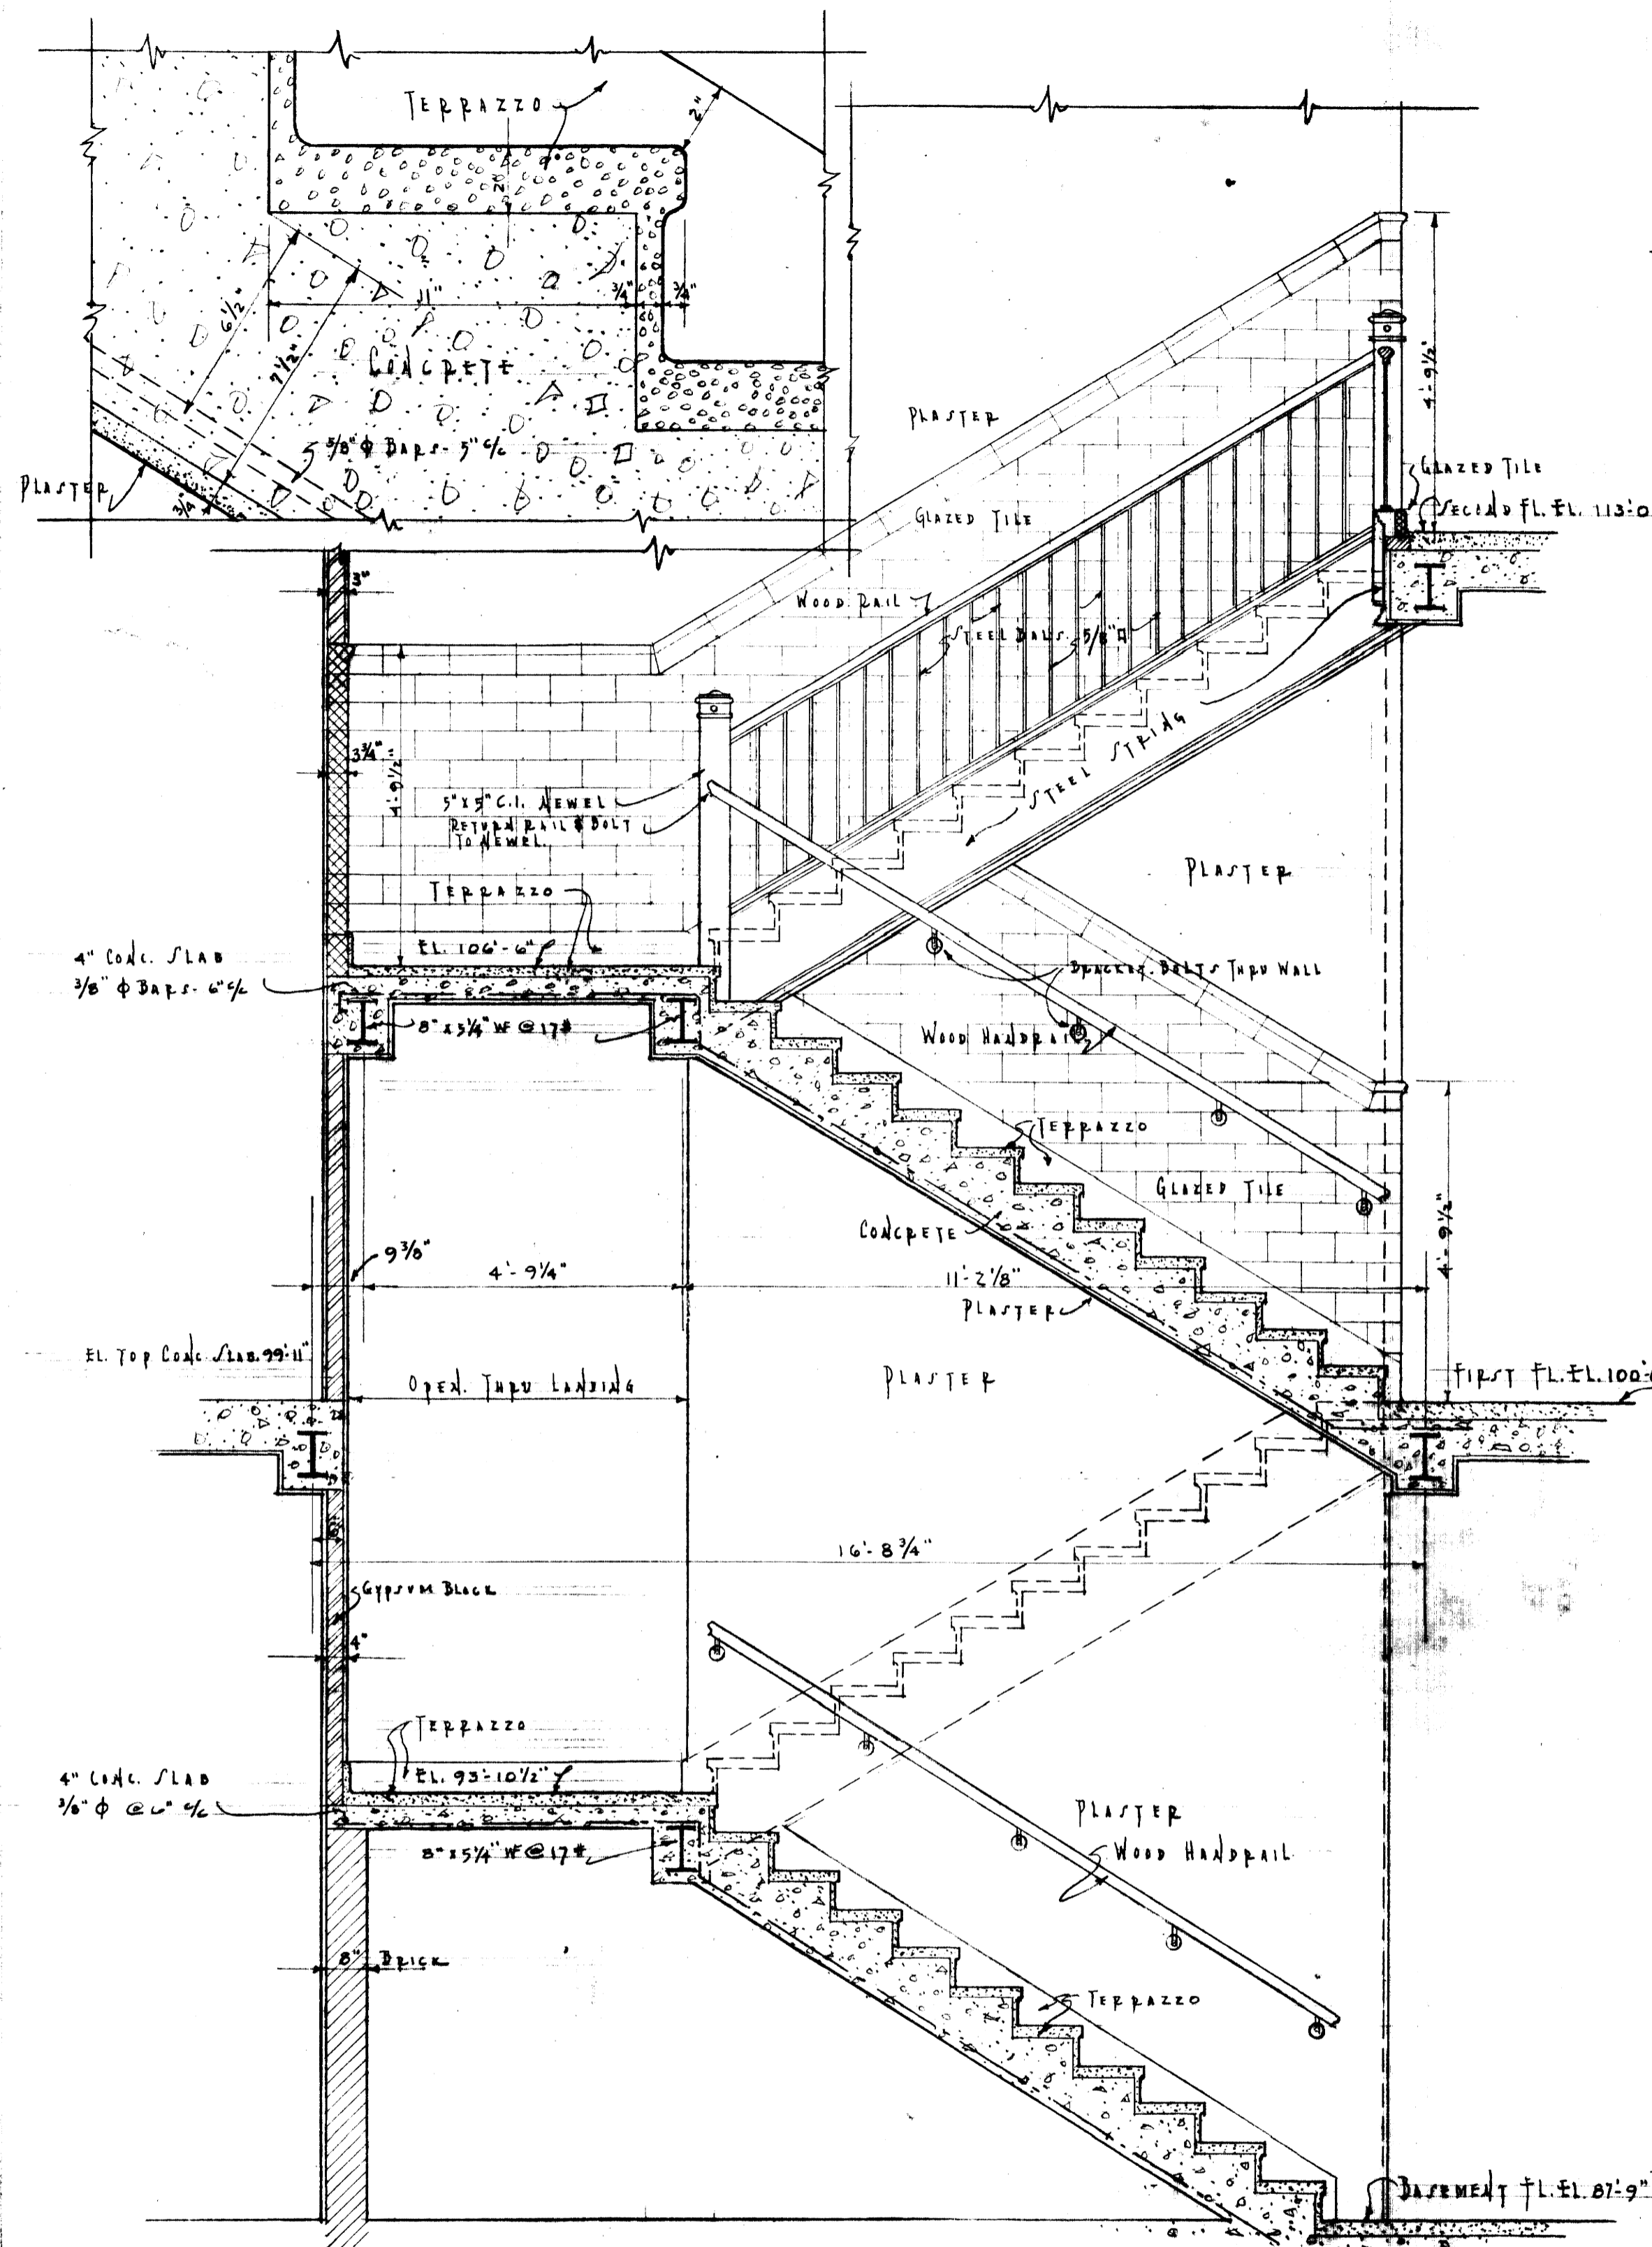 TERRAZZO
2"
2"
11"
3/4"
3/4"
6 1/2"
7 1/2"
CONCRETE
5/8" Φ BARS- 5" c/c
PLASTER
3/4"
PLASTER
4'-9 1/2"
GLAZED TILE
SECOND FL. EL. 113'-0
GLAZED TILE
3"
WOOD RAIL
STEEL BALS. 5/8"
STEEL STRING
3 3/4"
4'-9 1/2"
5" x 5" C.I. NEWEL
RETURN RAIL & BOLT
TO NEWEL.
PLASTER
TERRAZZO
EL. 106'-6"
4" CONC. SLAB
3/8" Φ BARS- 6" c/c
BRACKET. BOLTS THRU WALL
8" x 5 1/4" WF @ 17#
WOOD HANDRAIL
TERRAZZO
GLAZED TILE
CONCRETE
4'-9 1/2"
9 3/8"
4'-9 1/4"
11'-2 1/8"
PLASTER
EL. TOP CONC. SLAB. 99'-11"
OPEN. THRU LANDING
PLASTER
FIRST FL. EL. 100'-
16'-8 3/4"
GYPSUM BLOCK
4"
TERRAZZO
EL. 93'-10 1/2"
4" CONC. SLAB
3/8" Φ @ 6" c/c
PLASTER
8" x 5 1/4" WF @ 17#
WOOD HANDRAIL
8" BRICK
TERRAZZO
BASEMENT FL. EL. 87'-9"